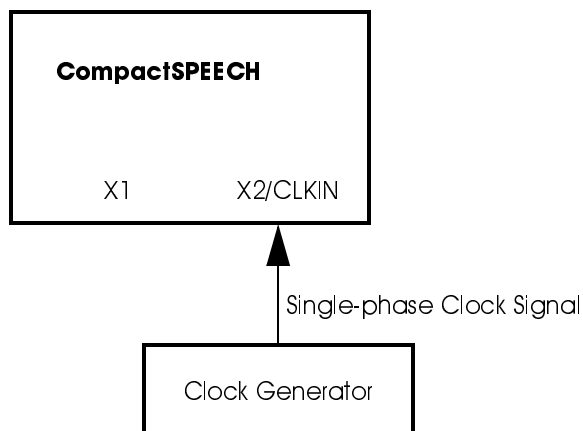 CompactSPEECH
X1 X2/CLKIN
Single-phase Clock Signal
Clock Generator